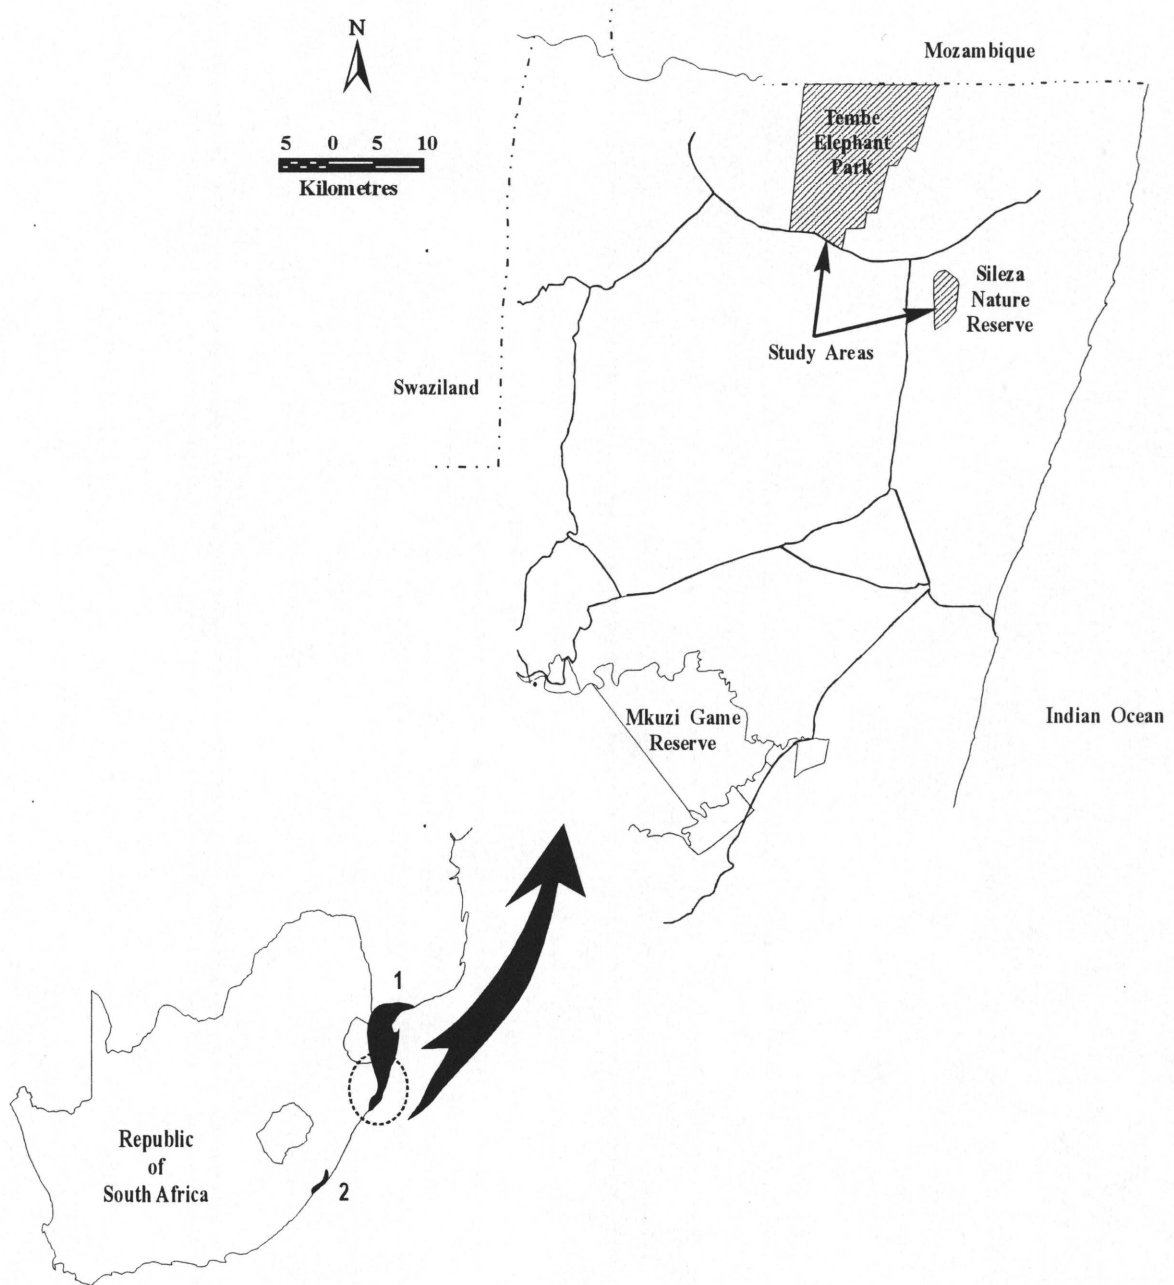 N
Mozambique
Tembe
Elephant
Park
5 0 5 10
Kilometres
Sileza
Nature
Reserve
Study Areas
Swaziland
Mkuzi Game
Reserve
Indian Ocean
1
Republic
of
South Africa
2